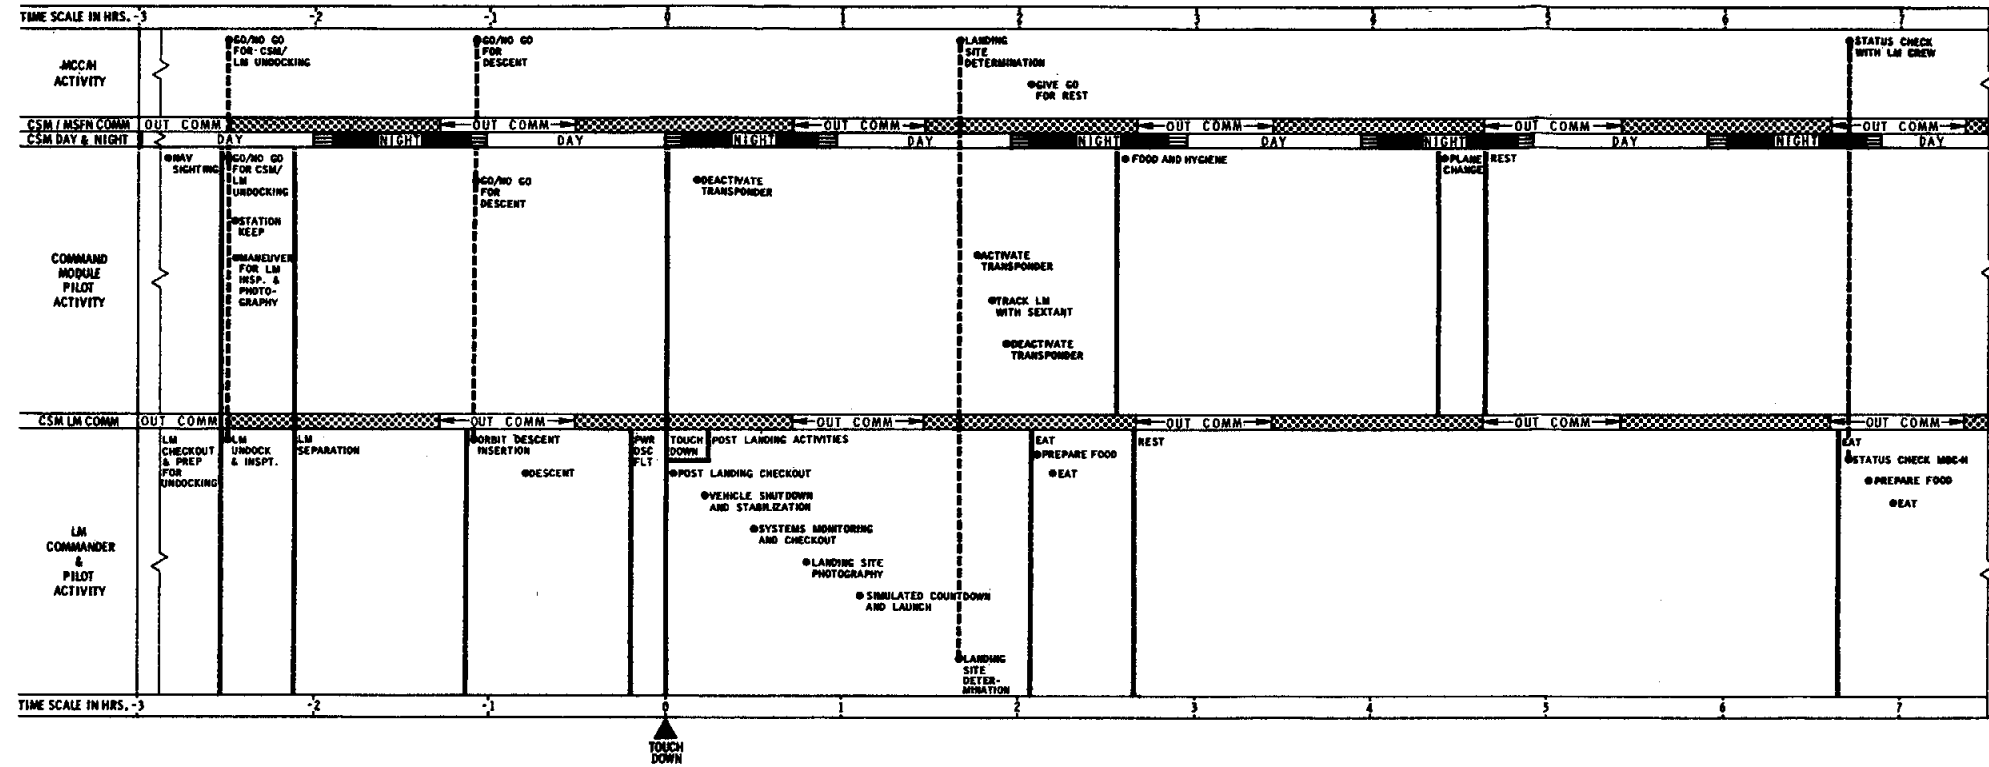 TIME SCALE IN HRS. -3 -2 -1 0 1 2 3 4 5 6 7
MCC-H
ACTIVITY
GO/NO GO
FOR CSM/
LM UNDOCKING
GO/NO GO
FOR
DESCENT
LANDING
SITE
DETERMINATION
GIVE GO
FOR REST
STATUS CHECK
WITH LM CREW
CSM / MSFN COMM OUT COMM OUT COMM OUT COMM OUT COMM OUT COMM OUT COMM
CSM DAY & NIGHT DAY NIGHT DAY NIGHT DAY NIGHT DAY NIGHT DAY NIGHT DAY
COMMAND
MODULE
PILOT
ACTIVITY
NAV
SIGHTING
GO/NO GO
FOR CSM/
LM
UNDOCKING
STATION
KEEP
MANEUVER
FOR LM
INSP. &
PHOTO-
GRAPHY
GO/NO GO
FOR
DESCENT
DEACTIVATE
TRANSPONDER
ACTIVATE
TRANSPONDER
TRACK LM
WITH SEXTANT
DEACTIVATE
TRANSPONDER
FOOD AND HYGIENE
PLANE
CHANGE
REST
CSM LM COMM OUT COMM OUT COMM OUT COMM OUT COMM OUT COMM OUT COMM
LM
COMMANDER
&
PILOT
ACTIVITY
LM
CHECKOUT
& PREP
FOR
UNDOCKING
LM
UNDOCK
& INSPT.
LM
SEPARATION
ORBIT DESCENT
INSERTION
DESCENT
PWR
DSC
FLT
TOUCH
DOWN
POST LANDING ACTIVITIES
POST LANDING CHECKOUT
VEHICLE SHUTDOWN
AND STABILIZATION
SYSTEMS MONITORING
AND CHECKOUT
LANDING SITE
PHOTOGRAPHY
SIMULATED COUNTDOWN
AND LAUNCH
LANDING
SITE
DETER-
MINATION
EAT
PREPARE FOOD
EAT
REST
EAT
STATUS CHECK MCC-H
PREPARE FOOD
EAT
TIME SCALE IN HRS. -3 -2 -1 0 1 2 3 4 5 6 7
TOUCH
DOWN